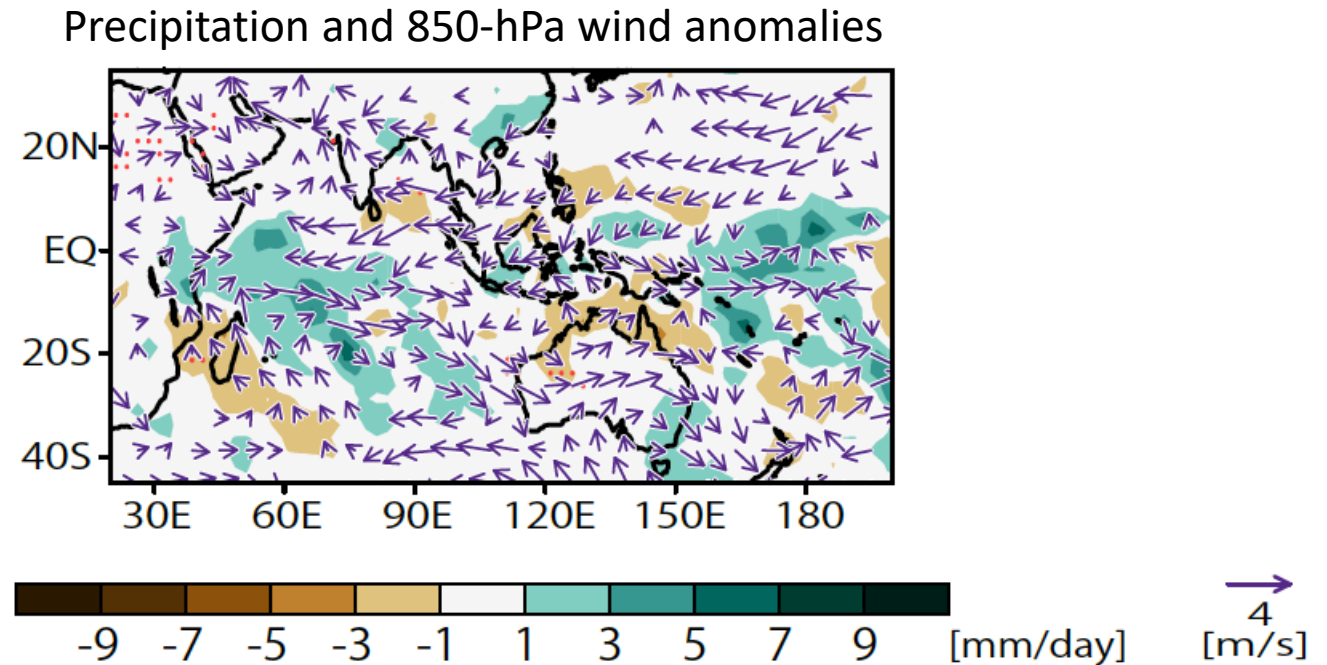 Precipitation and 850-hPa wind anomalies
20N
EQ
20S
40S
30E 60E 90E 120E 150E 180
-9 -7 -5 -3 -1 1 3 5 7 9 [mm/day]
4
[m/s]